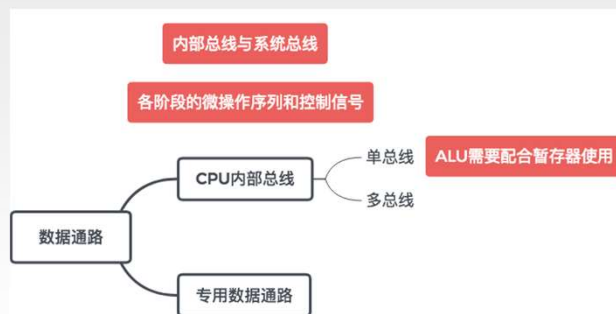 内部总线与系统总线
各阶段的微操作序列和控制信号
单总线
ALU需要配合暂存器使用
CPU内部总线
多总线
数据通路
专用数据通路